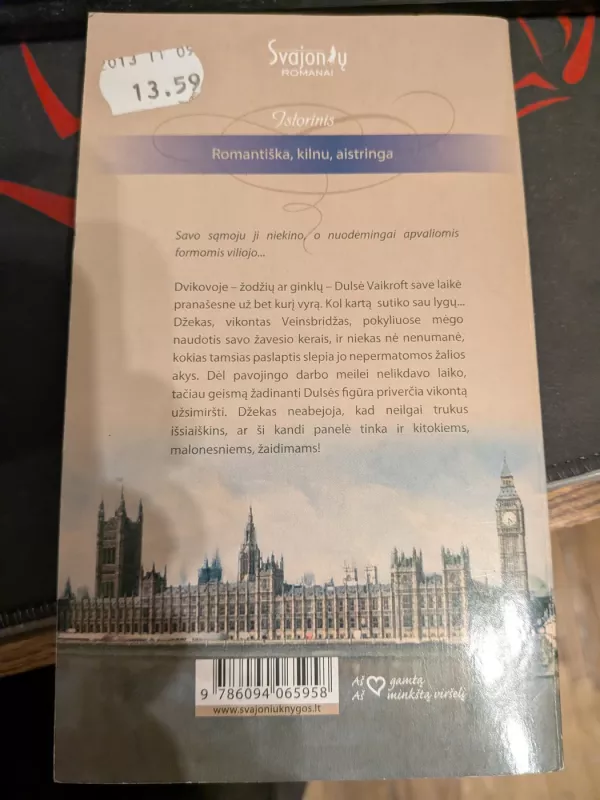 2013 11 09
13.59
Svajonių
ROMANAI
Istorinis
Romantiška, kilnu, aistringa
Savo sąmoju ji niekino, o nuodėmingai apvaliomis
formomis viliojo...
Dvikovoje – žodžių ar ginklų – Dulsė Vaikroft save laikė
pranašesne už bet kurį vyrą. Kol kartą sutiko sau lygų...
Džekas, vikontas Veinsbridžas, pokyliuose mėgo
naudotis savo žavesio kerais, ir niekas nė nenumanė,
kokias tamsias paslaptis slepia jo nepermatomos žalios
akys. Dėl pavojingo darbo meilei nelikdavo laiko,
tačiau geismą žadinanti Dulsės figūra priverčia vikontą
užsimiršti. Džekas neabejoja, kad neilgai trukus
išsiaiškins, ar ši kandi panelė tinka ir kitokiems,
malonesniems, žaidimams!
9 786094 065958
www.svajoniuknygos.lt
Aš gamtą
Aš minkštą viršelį